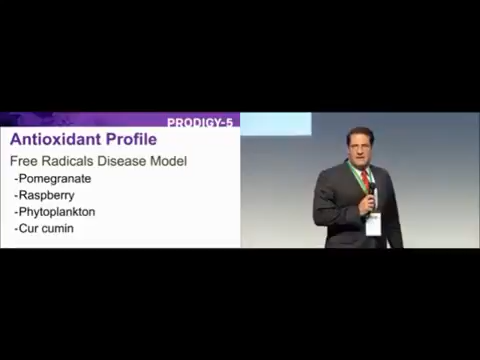 PRODIGY-5
Antioxidant Profile
Free Radicals Disease Model
-Pomegranate
-Raspberry
-Phytoplankton
-Cur cumin